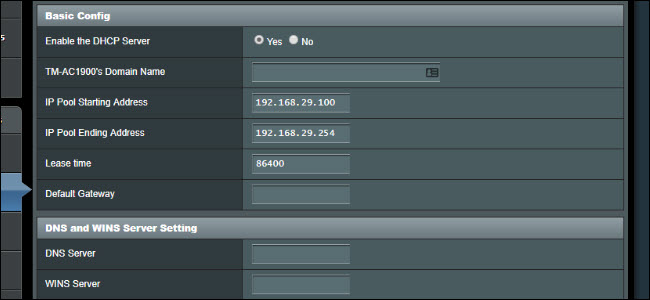 Basic Config
Enable the DHCP Server Yes No
TM-AC1900's Domain Name
IP Pool Starting Address 192.168.29.100
IP Pool Ending Address 192.168.29.254
Lease time 86400
Default Gateway
DNS and WINS Server Setting
DNS Server
WINS Server